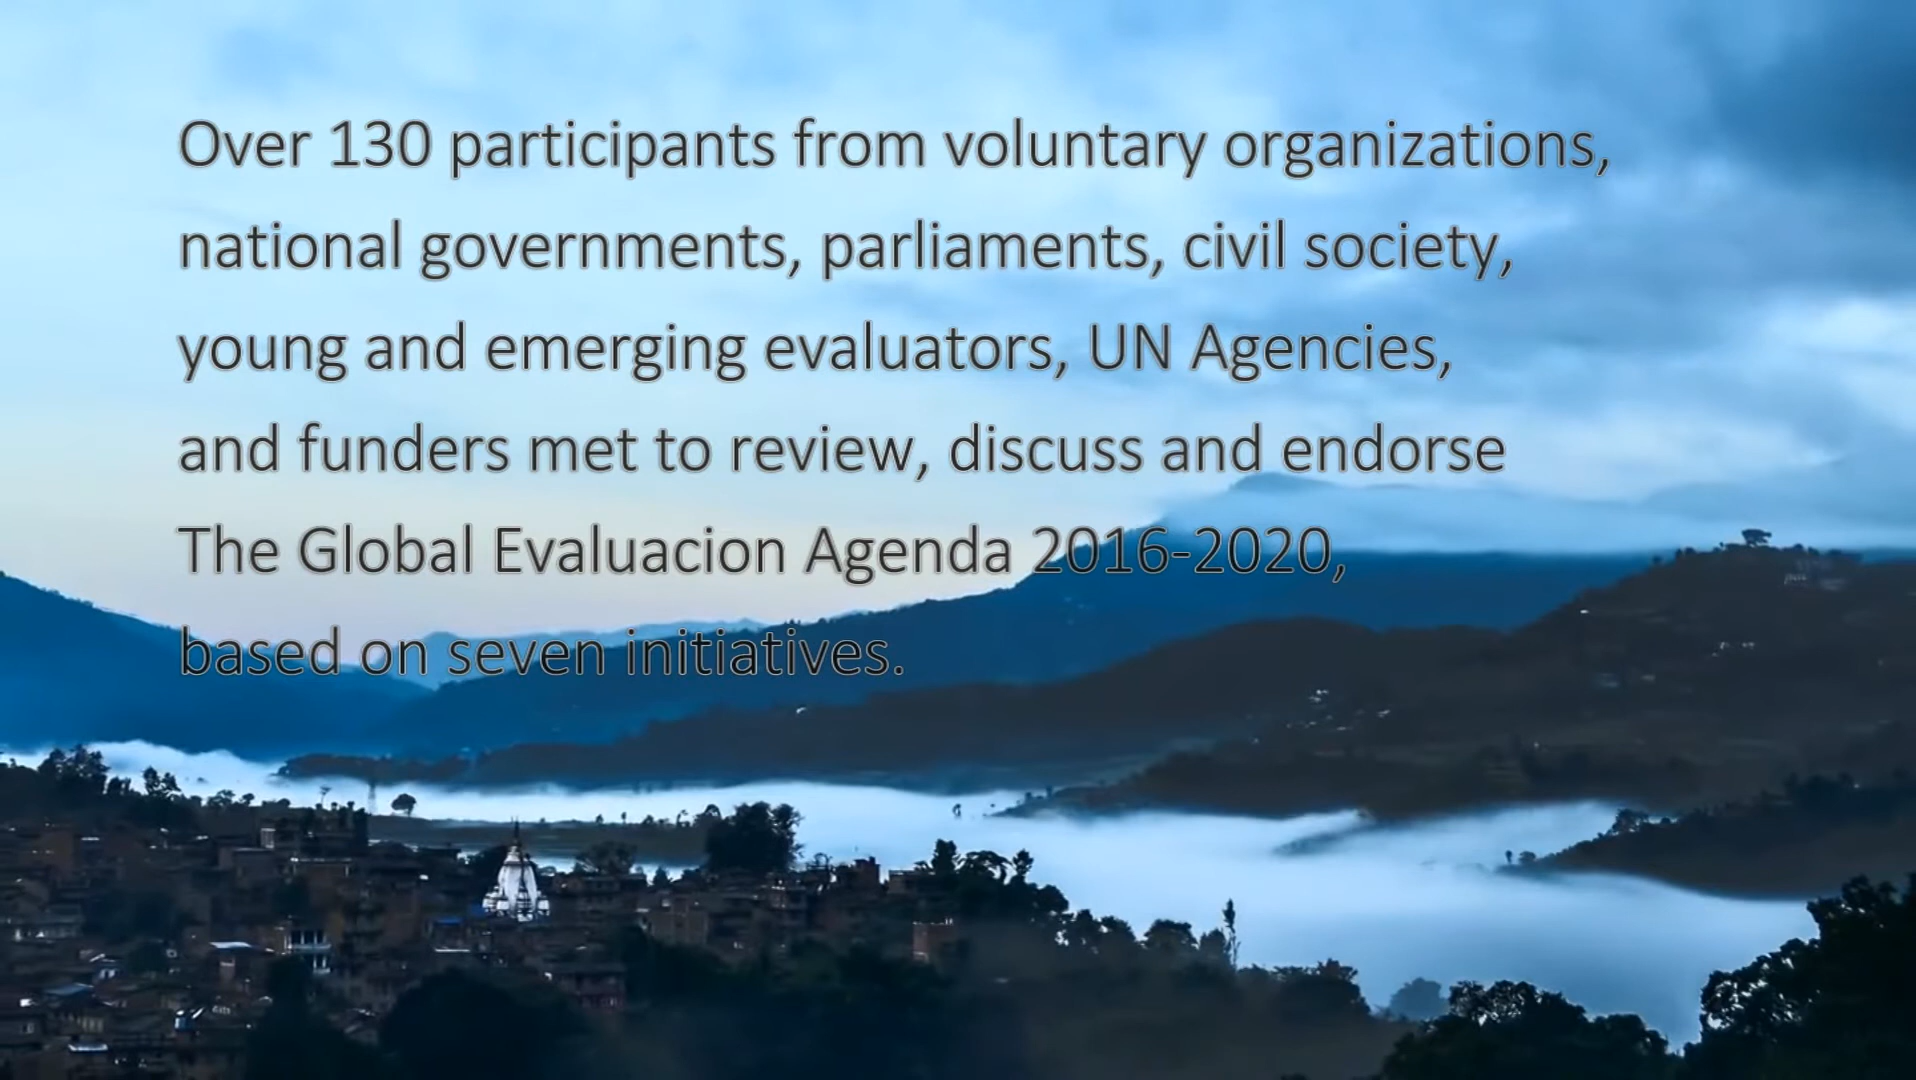 Over 130 participants from voluntary organizations,
national governments, parliaments, civil society,
young and emerging evaluators, UN Agencies,
and funders met to review, discuss and endorse
The Global Evaluacion Agenda 2016-2020,
based on seven initiatives.